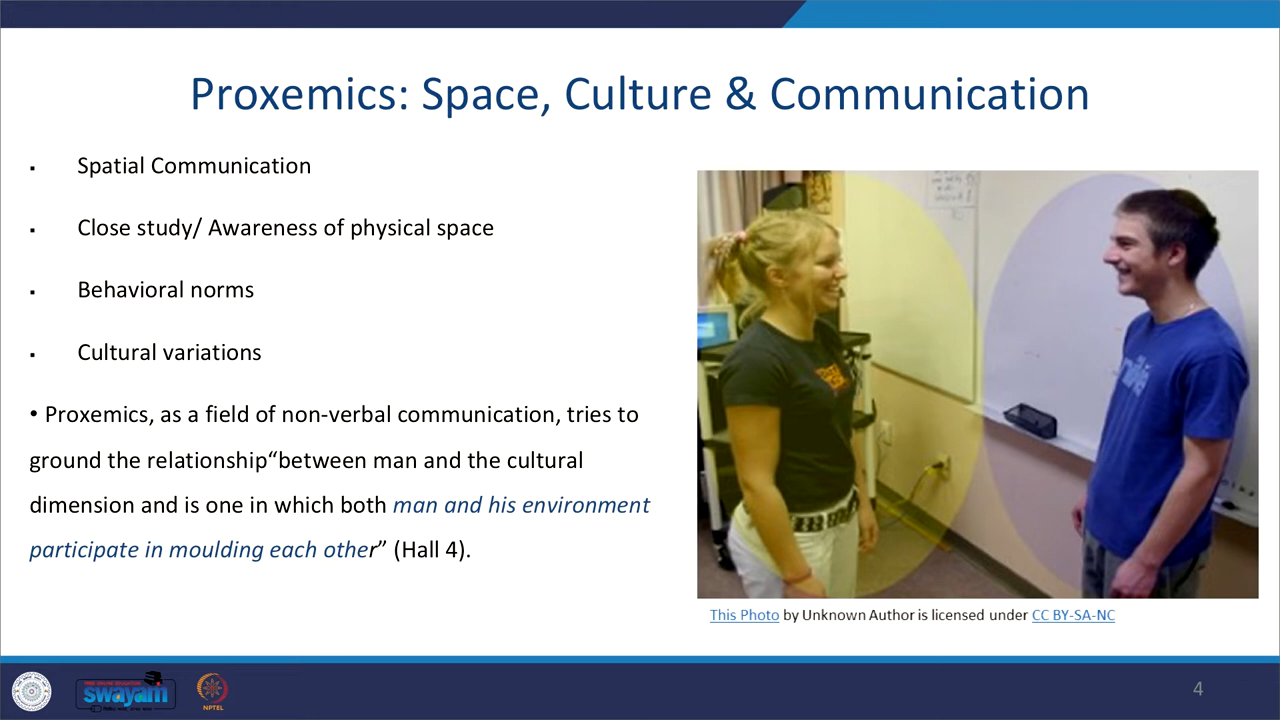 Proxemics: Space, Culture & Communication
▪ Spatial Communication
▪ Close study/ Awareness of physical space
▪ Behavioral norms
▪ Cultural variations
• Proxemics, as a field of non-verbal communication, tries to
ground the relationship“between man and the cultural
dimension and is one in which both man and his environment
participate in moulding each other” (Hall 4).
This Photo by Unknown Author is licensed under CC BY-SA-NC
swayam
NPTEL
4